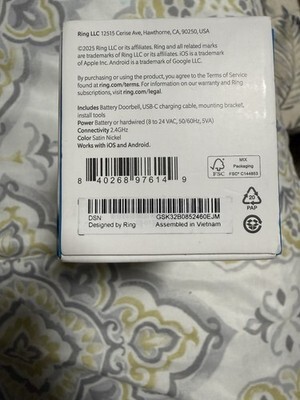 Ring LLC 12515 Cerise Ave, Hawthorne, CA, 90250, USA
©2025 Ring LLC or its affiliates. Ring and all related marks
are trademarks of Ring LLC or its affiliates. iOS is a trademark
of Apple Inc. Android is a trademark of Google LLC.
By purchasing or using the product, you agree to the Terms of Service
found at ring.com/terms. For information on our warranty and Ring
subscriptions, visit ring.com/legal.
Includes Battery Doorbell, USB-C charging cable, mounting bracket,
install tools
Power Battery or hardwired (8 to 24 VAC, 50/60Hz, 5VA)
Connectivity 2.4GHz
Color Satin Nickel
Works with iOS and Android.
8 40268 97614 9
FSC
MIX
Packaging
FSC® C144853
DSN GSK32B0852460EJM
Designed by Ring Assembled in Vietnam
20
PAP